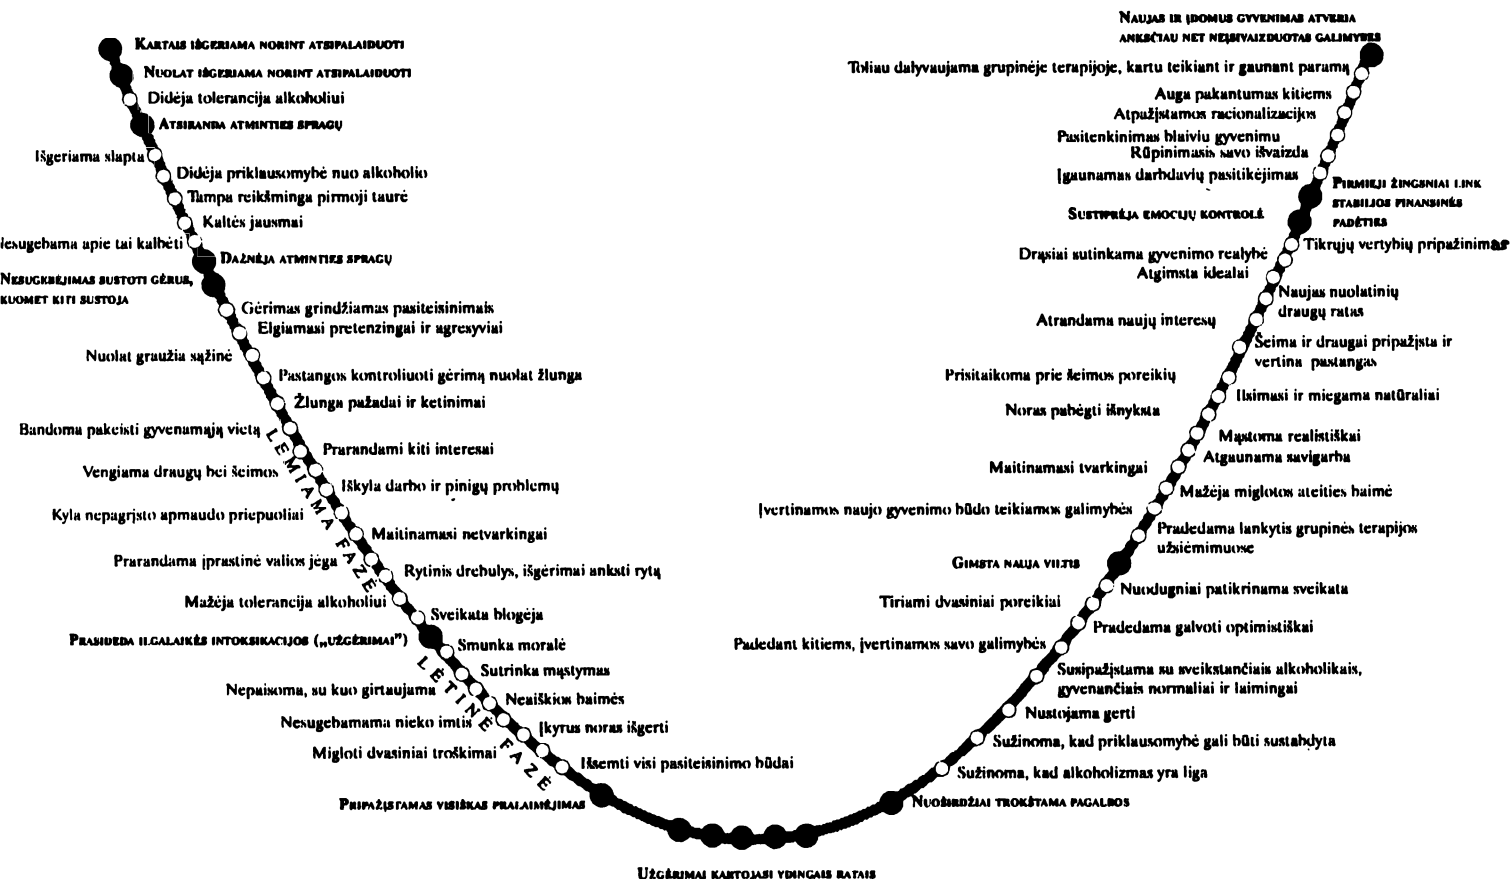 KARTAIS IŠGERIAMA NORINT ATSIPALAIDUOTI
NUOLAT IŠGERIAMA NORINT ATSIPALAIDUOTI
Didėja tolerancija alkoholiui
ATSIRANDA ATMINTIES SPRAGŲ
Išgeriama slapta
Didėja priklausomybė nuo alkoholio
Tampa reikšminga pirmoji taurė
Kaltės jausmai
Nesugebama apie tai kalbėti
DAŽNĖJA ATMINTIES SPRAGŲ
NESUGEBĖJIMAS SUSTOTI GĖRUS,
KUOMET KITI SUSTOJA
Gėrimas grindžiamas pasiteisinimais
Elgiamasi pretenzingai ir agresyviai
Nuolat graužia sąžinė
Pastangos kontroliuoti gėrimą nuolat žlunga
Žlunga pažadai ir ketinimai
Bandoma pakeisti gyvenamąją vietą
LEMIAMA FAZĖ
Prarandami kiti interesai
Vengiama draugų bei šeimos
Iškyla darbo ir pinigų problemų
Kyla nepagrįsto apmaudo priepuoliai
Maitinamasi netvarkingai
Prarandama įprastinė valios jėga
Rytinis drebulys, išgėrimai anksti rytą
Mažėja tolerancija alkoholiui
Sveikata blogėja
PRASIDEDA ILGALAIKĖS INTOKSIKACIJOS („UŽGĖRIMAI”)
Smunka moralė
LĖTINĖ FAZĖ
Sutrinka mąstymas
Nepaisoma, su kuo girtaujama
Neaiškios baimės
Nesugebamama nieko imtis
Įkyrus noras išgerti
Migloti dvasiniai troškimai
Išsemti visi pasiteisinimo būdai
PRIPAŽĮSTAMAS VISIŠKAS PRALAIMĖJIMAS
UŽGĖRIMAI KARTOJASI YDINGAIS RATAIS
NAUJAS IR ĮDOMUS GYVENIMAS ATVERIA
ANKSČIAU NET NEĮSIVAIZDUOTAS GALIMYBES
Toliau dalyvaujama grupinėje terapijoje, kartu teikiant ir gaunant paramą
Auga pakantumas kitiems
Atpažįstamos racionalizacijos
Pasitenkinimas blaiviu gyvenimu
Rūpinimasis savo išvaizda
Įgaunamas darbdavių pasitikėjimas
PIRMIEJI ŽINGSNIAI LINK
STABILIOS FINANSINĖS
PADĖTIES
SUSTIPRĖJA EMOCIJŲ KONTROLĖ
Tikrųjų vertybių pripažinimas
Drąsiai sutinkama gyvenimo realybė
Atgimsta idealai
Naujas nuolatinių
draugų ratas
Atrandama naujų interesų
Šeima ir draugai pripažįsta ir
vertina pastangas
Prisitaikoma prie šeimos poreikių
Ilsimasi ir miegama natūraliai
Noras pabėgti išnyksta
Mąstoma realistiškai
Atgaunama savigarba
Maitinamasi tvarkingai
Mažėja miglotos ateities baimė
Įvertinamos naujo gyvenimo būdo teikiamos galimybės
Pradedama lankytis grupinės terapijos
užsiėmimuose
GIMSTA NAUJA VILTIS
Nuodugniai patikrinama sveikata
Tiriami dvasiniai poreikiai
Pradedama galvoti optimistiškai
Padedant kitiems, įvertinamos savo galimybės
Susipažįstama su sveikstančiais alkoholikais,
gyvenančiais normaliai ir laimingai
Nustojama gerti
Sužinoma, kad priklausomybė gali būti sustabdyta
Sužinoma, kad alkoholizmas yra liga
NUOŠIRDŽIAI TROKŠTAMA PAGALBOS